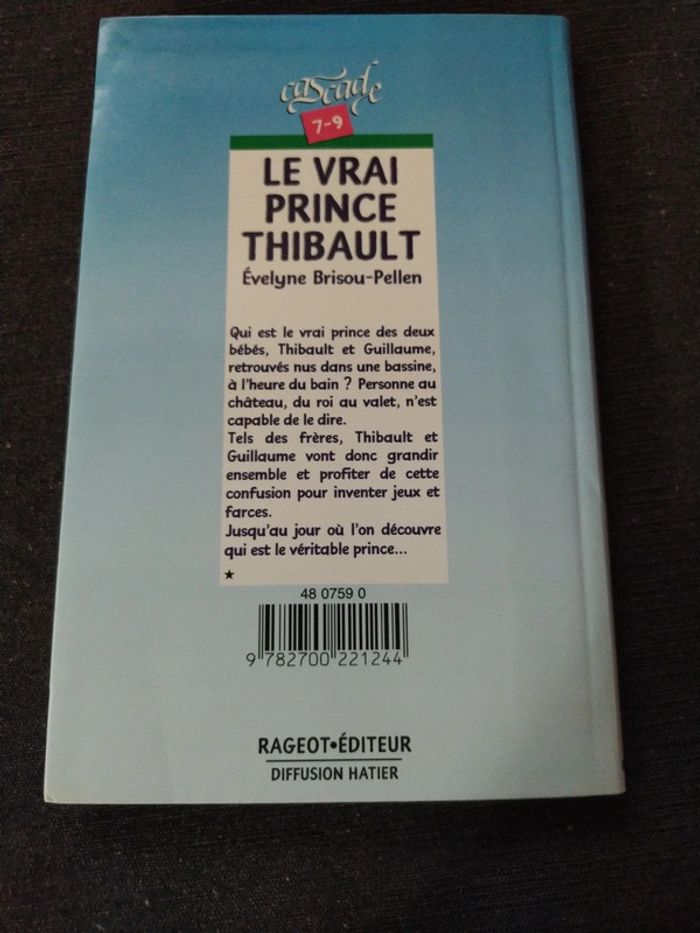 cascade
7-9
LE VRAI
PRINCE
THIBAULT
Évelyne Brisou-Pellen
Qui est le vrai prince des deux
bébés, Thibault et Guillaume,
retrouvés nus dans une bassine,
à l'heure du bain ? Personne au
château, du roi au valet, n'est
capable de le dire.
Tels des frères, Thibault et
Guillaume vont donc grandir
ensemble et profiter de cette
confusion pour inventer jeux et
farces.
Jusqu'au jour où l'on découvre
qui est le véritable prince...
★
48 0759 0
9 782700 221244
RAGEOT•ÉDITEUR
DIFFUSION HATIER